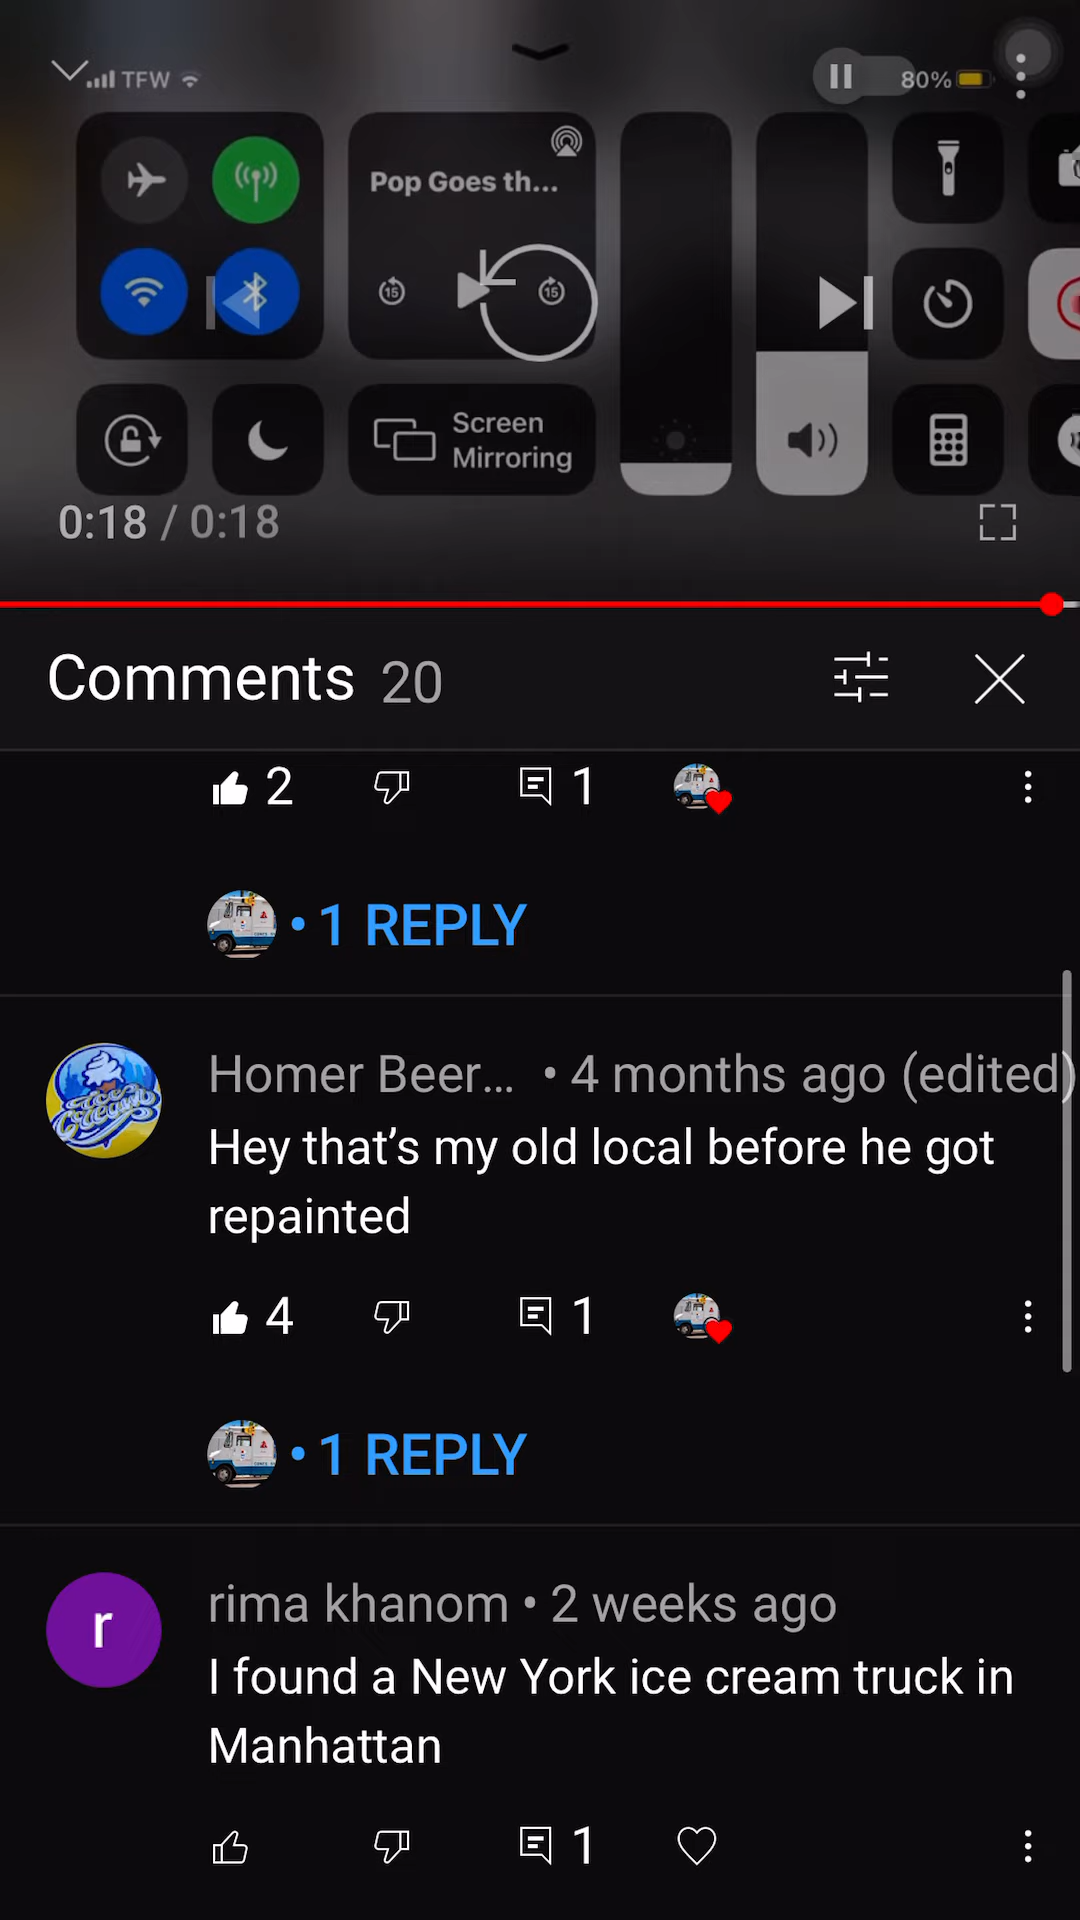 TFW
80%
Pop Goes th...
15
15
Screen
Mirroring
0:18 / 0:18
Comments 20
2
1
• 1 REPLY
Homer Beer... • 4 months ago (edited)
Hey that’s my old local before he got
repainted
4
1
• 1 REPLY
r
rima khanom • 2 weeks ago
I found a New York ice cream truck in
Manhattan
1